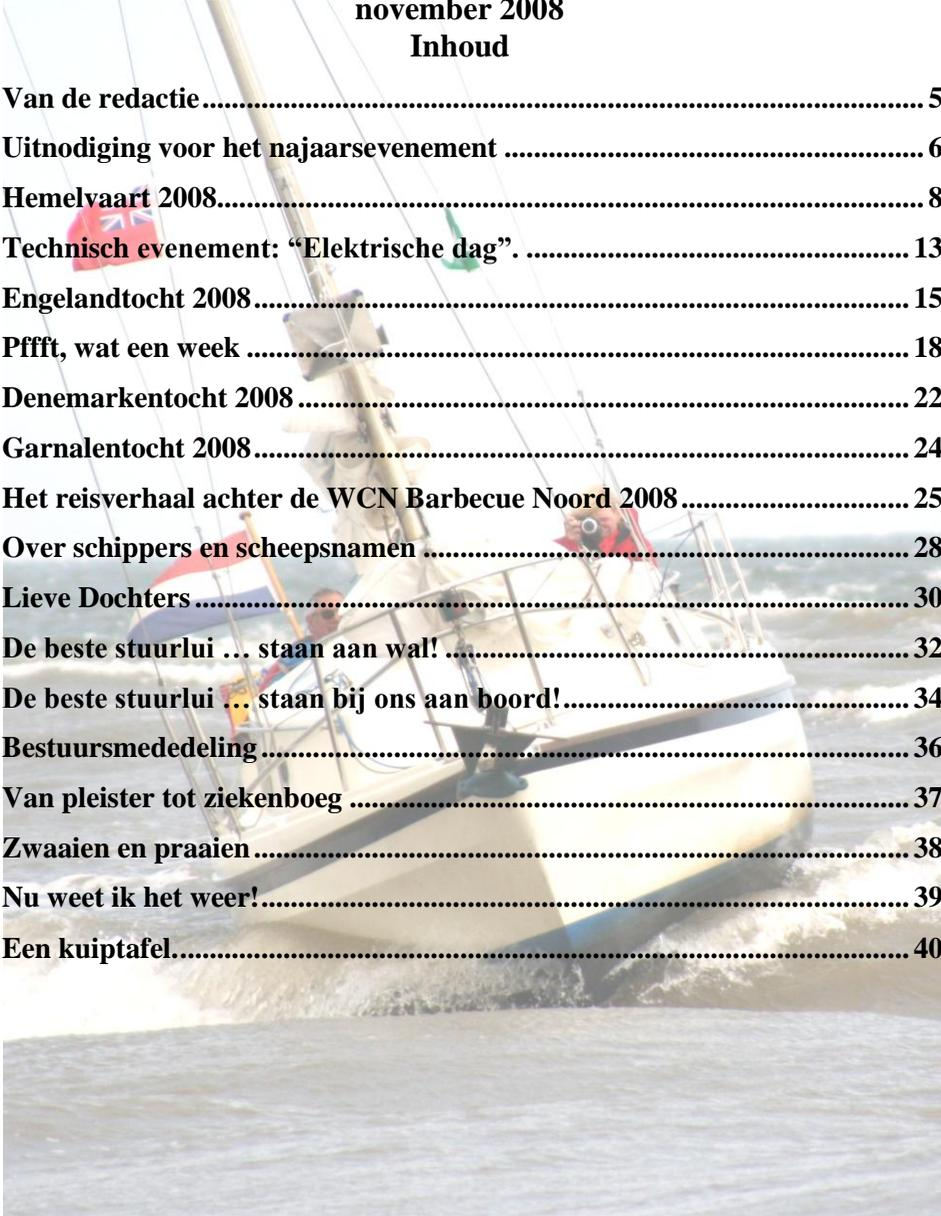 november 2008
Inhoud
Van de redactie 5
Uitnodiging voor het najaarsevenement 6
Hemelvaart 2008 8
Technisch evenement: “Elektrische dag”. 13
Engelandtocht 2008 15
Pffft, wat een week 18
Denemarkentocht 2008 22
Garnalentocht 2008 24
Het reisverhaal achter de WCN Barbecue Noord 2008 25
Over schippers en scheepsnamen 28
Lieve Dochters 30
De beste stuurlui … staan aan wal! 32
De beste stuurlui … staan bij ons aan boord! 34
Bestuursmededeling 36
Van pleister tot ziekenboeg 37
Zwaaien en praaien 38
Nu weet ik het weer! 39
Een kuiptafel. 40